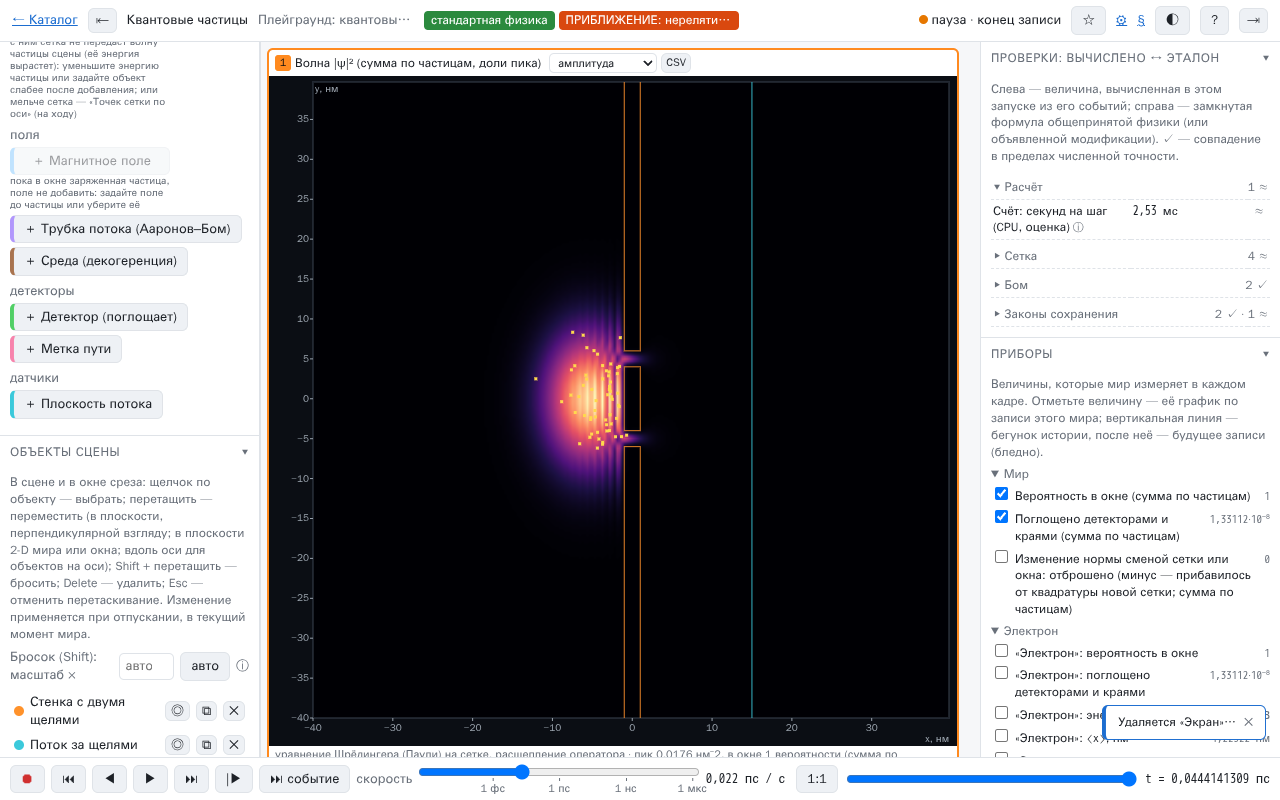 ← Каталог
Квантовые частицы
Плейграунд: квантовы···
стандартная физика
ПРИБЛИЖЕНИЕ: нереляти···
пауза · конец записи
§
?
с ним сетка не передаст волну
частицы сцены (её энергия
вырастет): уменьшите энергию
частицы или задайте объект
слабее после добавления; или
мельче сетка — «Точек сетки по
оси» (на ходу)
поля
+ Магнитное поле
пока в окне заряженная частица,
поле не добавить: задайте поле
до частицы или уберите её
+ Трубка потока (Ааронов–Бом)
+ Среда (декогеренция)
детекторы
+ Детектор (поглощает)
+ Метка пути
датчики
+ Плоскость потока
ОБЪЕКТЫ СЦЕНЫ
В сцене и в окне среза: щелчок по
объекту — выбрать; перетащить —
переместить (в плоскости,
перпендикулярной взгляду; в плоскости
2-D мира или окна; вдоль оси для
объектов на оси); Shift + перетащить —
бросить; Delete — удалить; Esc —
отменить перетаскивание. Изменение
применяется при отпускании, в текущий
момент мира.
Бросок (Shift):
масштаб ×
авто
авто
Стенка с двумя
щелями
Поток за щелями
1
Волна |ψ|² (сумма по частицам, доли пика)
амплитуда
CSV
y, нм
35
30
25
20
15
10
5
0
−5
−10
−15
−20
−25
−30
−35
−40
−40
−30
−20
−10
0
10
20
30
x, нм
уравнение Шрёдингера (Паули) на сетке, расщепление оператора · пик 0,0176 нм⁻², в окне 1 вероятности (сумма по
ПРОВЕРКИ: ВЫЧИСЛЕНО ↔ ЭТАЛОН
Слева — величина, вычисленная в этом
запуске из его событий; справа — замкнутая
формула общепринятой физики (или
объявленной модификации). ✓ — совпадение
в пределах численной точности.
Расчёт 1 ≈
Счёт: секунд на шаг 2,53 мс ≈
(CPU, оценка) ⓘ
Сетка 4 ≈
Бом 2 ✓
Законы сохранения 2 ✓ · 1 ≈
ПРИБОРЫ
Величины, которые мир измеряет в каждом
кадре. Отметьте величину — её график по
записи этого мира; вертикальная линия —
бегунок истории, после неё — будущее записи
(бледно).
Мир
Вероятность в окне (сумма по частицам) 1
Поглощено детекторами и 1,33112·10⁻⁸
краями (сумма по частицам)
Изменение нормы сменой сетки или 0
окна: отброшено (минус — прибавилось
от квадратуры новой сетки; сумма по
частицам)
Электрон
«Электрон»: вероятность в окне 1
«Электрон»: поглощено 1,33112·10⁻⁸
детекторами и краями
Удаляется «Экран»···
событие
скорость
1 фс
1 пс
1 нс
1 мкс
0,022 пс / с
1:1
t = 0,0444141309 пс